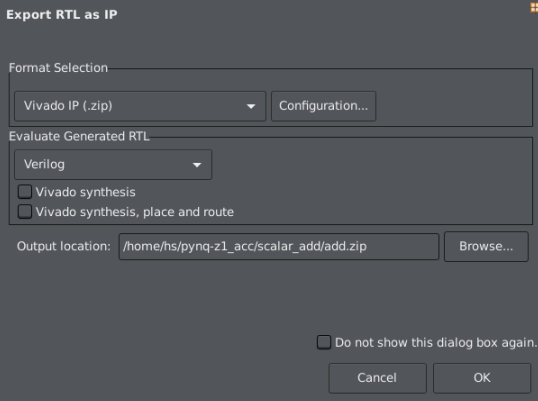 Export RTL as IP
Format Selection
Vivado IP (.zip) Configuration...
Evaluate Generated RTL
Verilog
Vivado synthesis
Vivado synthesis, place and route
Output location: /home/hs/pynq-z1_acc/scalar_add/add.zip Browse...
Do not show this dialog box again.
Cancel OK